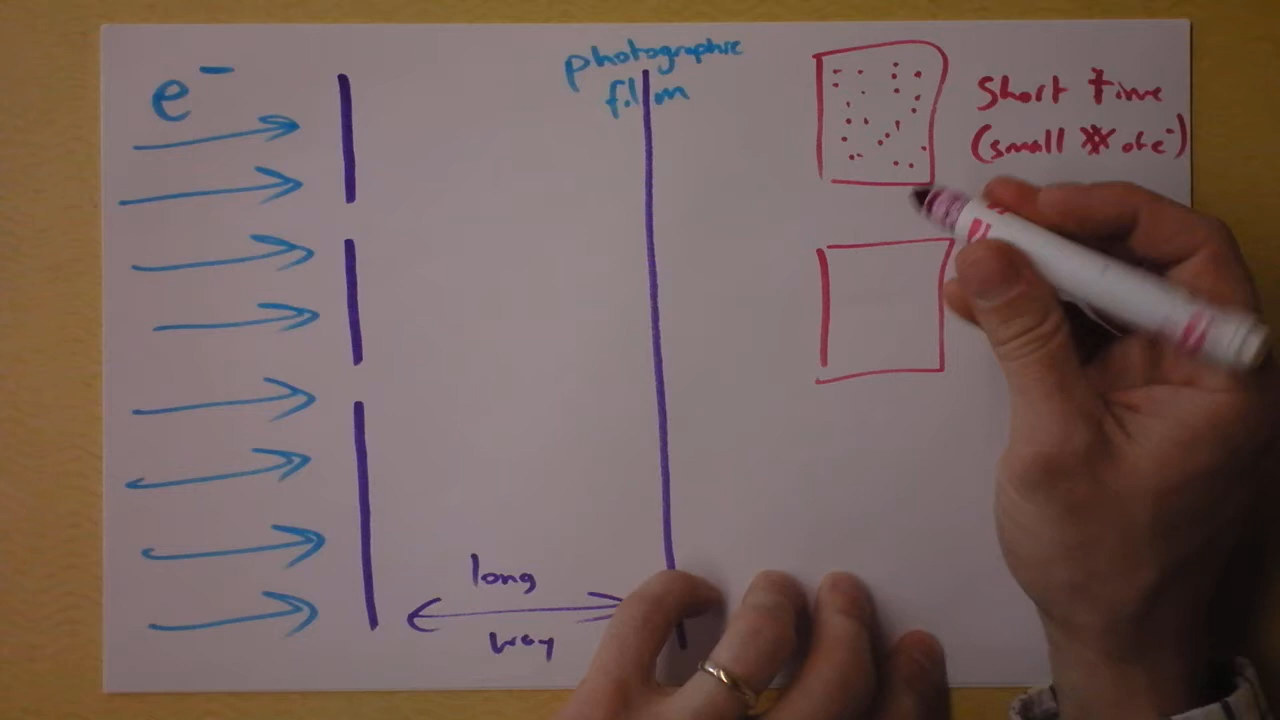 e⁻
photographic
film
short time
(small # of e⁻)
long
way